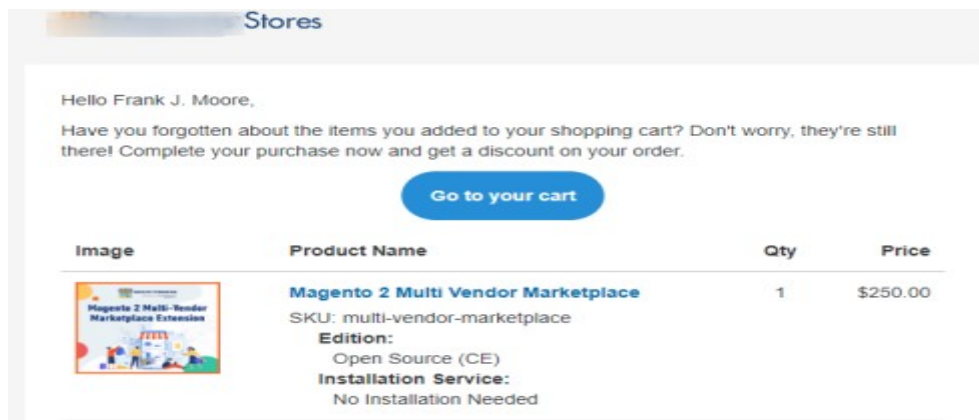 Stores
Hello Frank J. Moore,
Have you forgotten about the items you added to your shopping cart? Don't worry, they're still
there! Complete your purchase now and get a discount on your order.
Go to your cart
Image Product Name Qty Price
Magento 2 Multi-Vendor
Marketplace Extension
Magento 2 Multi Vendor Marketplace 1 $250.00
SKU: multi-vendor-marketplace
Edition:
Open Source (CE)
Installation Service:
No Installation Needed